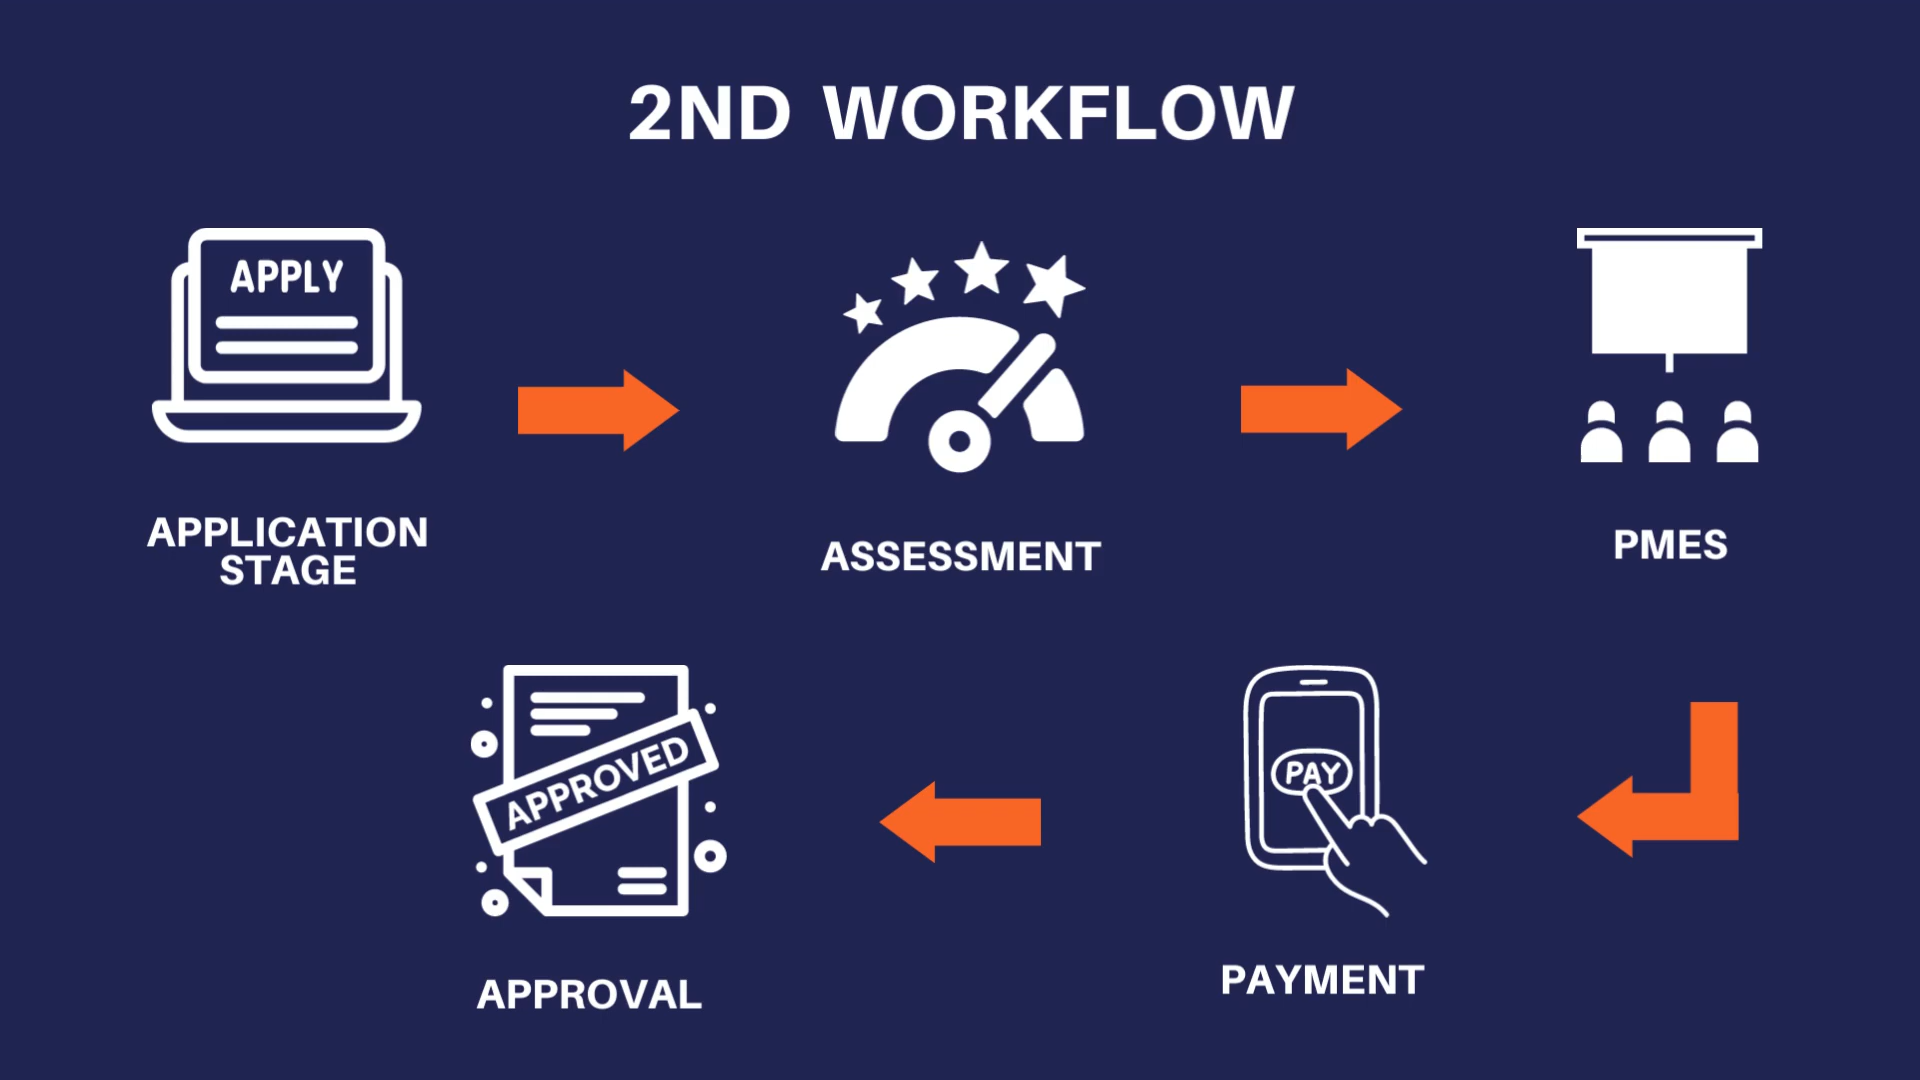 2ND WORKFLOW
APPLY
APPLICATION
STAGE
ASSESSMENT
PMES
APPROVED
APPROVAL
PAY
PAYMENT